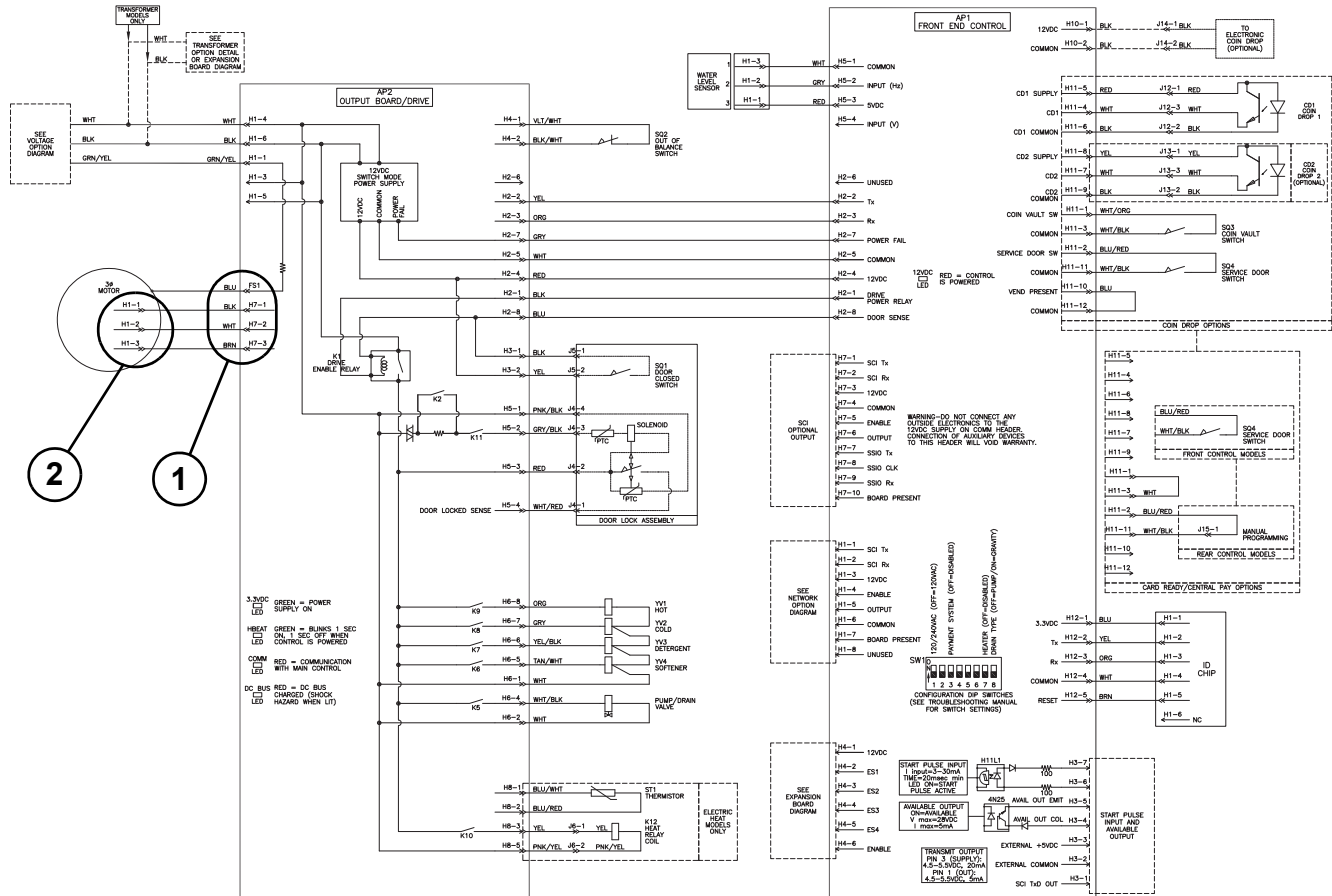 TRANSFORMER
MODELS
ONLY
WHT
BLK
SEE
TRANSFORMER
OPTION DETAIL
OR EXPANSION
BOARD DIAGRAM
SEE
VOLTAGE
OPTION
DIAGRAM
WHT
BLK
GRN/YEL
WHT
BLK
GRN/YEL
AP2
OUTPUT BOARD/DRIVE
H1-4
H1-6
H1-1
H1-3
H1-5
12VDC
SWITCH MODE
POWER SUPPLY
12VDC
COMMON
POWER
FAIL
3ø
MOTOR
BLU FS1
H1-1 BLK H7-1
H1-2 WHT H7-2
H1-3 BRN H7-3
2
1
K1
DRIVE
ENABLE RELAY
K2
K11
H4-1 VLT/WHT
H4-2 BLK/WHT
SQ2
OUT OF
BALANCE
SWITCH
H2-6
H2-2 YEL
H2-3 ORG
H2-7 GRY
H2-5 WHT
H2-4 RED
H2-1 BLK
H2-8 BLU
H3-1 BLK J5-1
H3-2 YEL J5-2
SQ1
DOOR
CLOSED
SWITCH
H5-1 PNK/BLK J4-4
H5-2 GRY/BLK J4-3
PTC
SOLENOID
H5-3 RED J4-2
PTC
DOOR LOCKED SENSE H5-4 WHT/RED J4-1
DOOR LOCK ASSEMBLY
3.3VDC
LED
GREEN = POWER
SUPPLY ON
HBEAT
LED
GREEN = BLINKS 1 SEC
ON, 1 SEC OFF WHEN
CONTROL IS POWERED
COMM
LED
RED = COMMUNICATION
WITH MAIN CONTROL
DC BUS
LED
RED = DC BUS
CHARGED (SHOCK
HAZARD WHEN LIT)
K9 H6-8 ORG
YV1
HOT
K8 H6-7 GRY
YV2
COLD
K7 H6-6 YEL/BLK
YV3
DETERGENT
K6 H6-5 TAN/WHT
YV4
SOFTENER
H6-1 WHT
K5 H6-4 WHT/BLK
PUMP/DRAIN
VALVE
H6-2 WHT
H8-1 BLU/WHT
ST1
THERMISTOR
H8-2 BLU/RED
K10 H8-3 YEL J6-1 YEL
K12
HEAT
RELAY
COIL
H8-5 PNK/YEL J6-2 PNK/YEL
ELECTRIC
HEAT
MODELS
ONLY
AP1
FRONT END CONTROL
WATER
LEVEL
SENSOR
1 H1-3 WHT H5-1 COMMON
2 H1-2 GRY H5-2 INPUT (Hz)
3 H1-1 RED H5-3 5VDC
H5-4 INPUT (V)
H2-6 UNUSED
H2-2 Tx
H2-3 Rx
H2-7 POWER FAIL
H2-5 COMMON
H2-4 12VDC
H2-1 DRIVE
POWER RELAY
H2-8 DOOR SENSE
12VDC
LED
RED = CONTROL
IS POWERED
SCI
OPTIONAL
OUTPUT
H7-1 SCI Tx
H7-2 SCI Rx
H7-3 12VDC
H7-4 COMMON
H7-5 ENABLE
H7-6 OUTPUT
H7-7 SSIO Tx
H7-8 SSIO CLK
H7-9 SSIO Rx
H7-10 BOARD PRESENT
WARNING-DO NOT CONNECT ANY
OUTSIDE ELECTRONICS TO THE
12VDC SUPPLY ON COMM HEADER.
CONNECTION OF AUXILIARY DEVICES
TO THIS HEADER WILL VOID WARRANTY.
SEE
NETWORK
OPTION
DIAGRAM
H1-1 SCI Tx
H1-2 SCI Rx
H1-3 12VDC
H1-4 ENABLE
H1-5 OUTPUT
H1-6 COMMON
H1-7 BOARD PRESENT
H1-8 UNUSED
120/240VAC (OFF=120VAC)
PAYMENT SYSTEM (OFF=DISABLED)
HEATER (OFF=DISABLED)
DRAIN TYPE (OFF=PUMP/ON=GRAVITY)
SW1
O
N
1 2 3 4 5 6 7 8
CONFIGURATION DIP SWITCHES
(SEE TROUBLESHOOTING MANUAL
FOR SWITCH SETTINGS)
SEE
EXPANSION
BOARD
DIAGRAM
H4-1 12VDC
H4-2 ES1
H4-3 ES2
H4-4 ES3
H4-5 ES4
H4-6 ENABLE
START PULSE INPUT
I input=3-30mA
TIME=20msec min
LED ON=START
PULSE ACTIVE
H11L1
100
100
AVAILABLE OUTPUT
ON=AVAILABLE
V max=28VDC
I max=5mA
4N25
AVAIL OUT EMIT
AVAIL OUT COL
TRANSMIT OUTPUT
PIN 3 (SUPPLY):
4.5-5.5VDC, 20mA
PIN 1 (OUT):
4.5-5.5VDC, 5mA
H3-7
H3-6
H3-5
H3-4
EXTERNAL +5VDC H3-3
EXTERNAL COMMON H3-2
SCI TxD OUT H3-1
START PULSE
INPUT AND
AVAILABLE
OUTPUT
12VDC H10-1 BLK J14-1 BLK
COMMON H10-2 BLK J14-2 BLK
TO
ELECTRONIC
COIN DROP
(OPTIONAL)
CD1 SUPPLY H11-5 RED J12-1 RED
CD1 H11-4 WHT J12-3 WHT
CD1 COMMON H11-6 BLK J12-2 BLK
CD1
COIN
DROP 1
CD2 SUPPLY H11-8 YEL J13-1 YEL
CD2 H11-7 WHT J13-3 WHT
CD2
COMMON
H11-9 BLK J13-2 BLK
CD2
COIN
DROP 2
(OPTIONAL)
COIN VAULT SW H11-1 WHT/ORG
COMMON H11-3 WHT/BLK
SQ3
COIN VAULT
SWITCH
SERVICE DOOR SW H11-2 BLU/RED
COMMON H11-11 WHT/BLK
SQ4
SERVICE DOOR
SWITCH
VEND PRESENT H11-10 BLU
COMMON H11-12
COIN DROP OPTIONS
H11-5
H11-4
H11-6
H11-8
H11-7
H11-9
BLU/RED
WHT/BLK
SQ4
SERVICE DOOR
SWITCH
FRONT CONTROL MODELS
H11-1
H11-3 WHT
H11-2 BLU/RED
H11-11 WHT/BLK J15-1
MANUAL
PROGRAMMING
REAR CONTROL MODELS
H11-10
H11-12
CARD READY/CENTRAL PAY OPTIONS
3.3VDC H12-1 BLU H1-1
Tx H12-2 YEL H1-2
Rx H12-3 ORG H1-3
COMMON H12-4 WHT H1-4
RESET H12-5 BRN H1-5
H1-6 NC
ID
CHIP